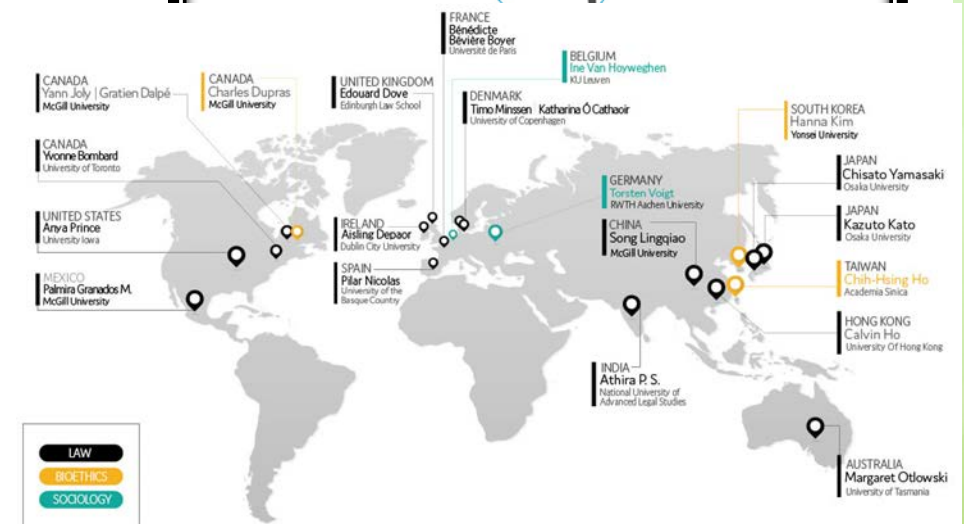 FRANCE
Bénédicte
Bévière Boyer
Université de Paris
BELGIUM
Ine Van Hoyweghen
KU Leuven
CANADA
Yann Joly | Gratien Dalpé
McGill University
CANADA
Charles Dupras
McGill University
UNITED KINGDOM
Edouard Dove
Edinburgh Law School
DENMARK
Timo Minssen Katharina Ó Cathaoir
University of Copenhagen
SOUTH KOREA
Hanna Kim
Yonsei University
CANADA
Yvonne Bombard
University of Toronto
JAPAN
Chisato Yamasaki
Osaka University
GERMANY
Torsten Voigt
RWTH Aachen University
UNITED STATES
Anya Prince
University Iowa
IRELAND
Aisling Depaor
Dublin City University
CHINA
Song Lingqiao
McGill University
JAPAN
Kazuto Kato
Osaka University
MEXICO
Palmira Granados M.
McGill University
SPAIN
Pilar Nicolas
University of the
Basque Country
TAIWAN
Chih-Hsing Ho
Academia Sinica
HONG KONG
Calvin Ho
University Of Hong Kong
INDIA
Athira P. S.
National University of
Advanced Legal Studies
LAW
BIOETHICS
SOCIOLOGY
AUSTRALIA
Margaret Otlowski
University of Tasmania